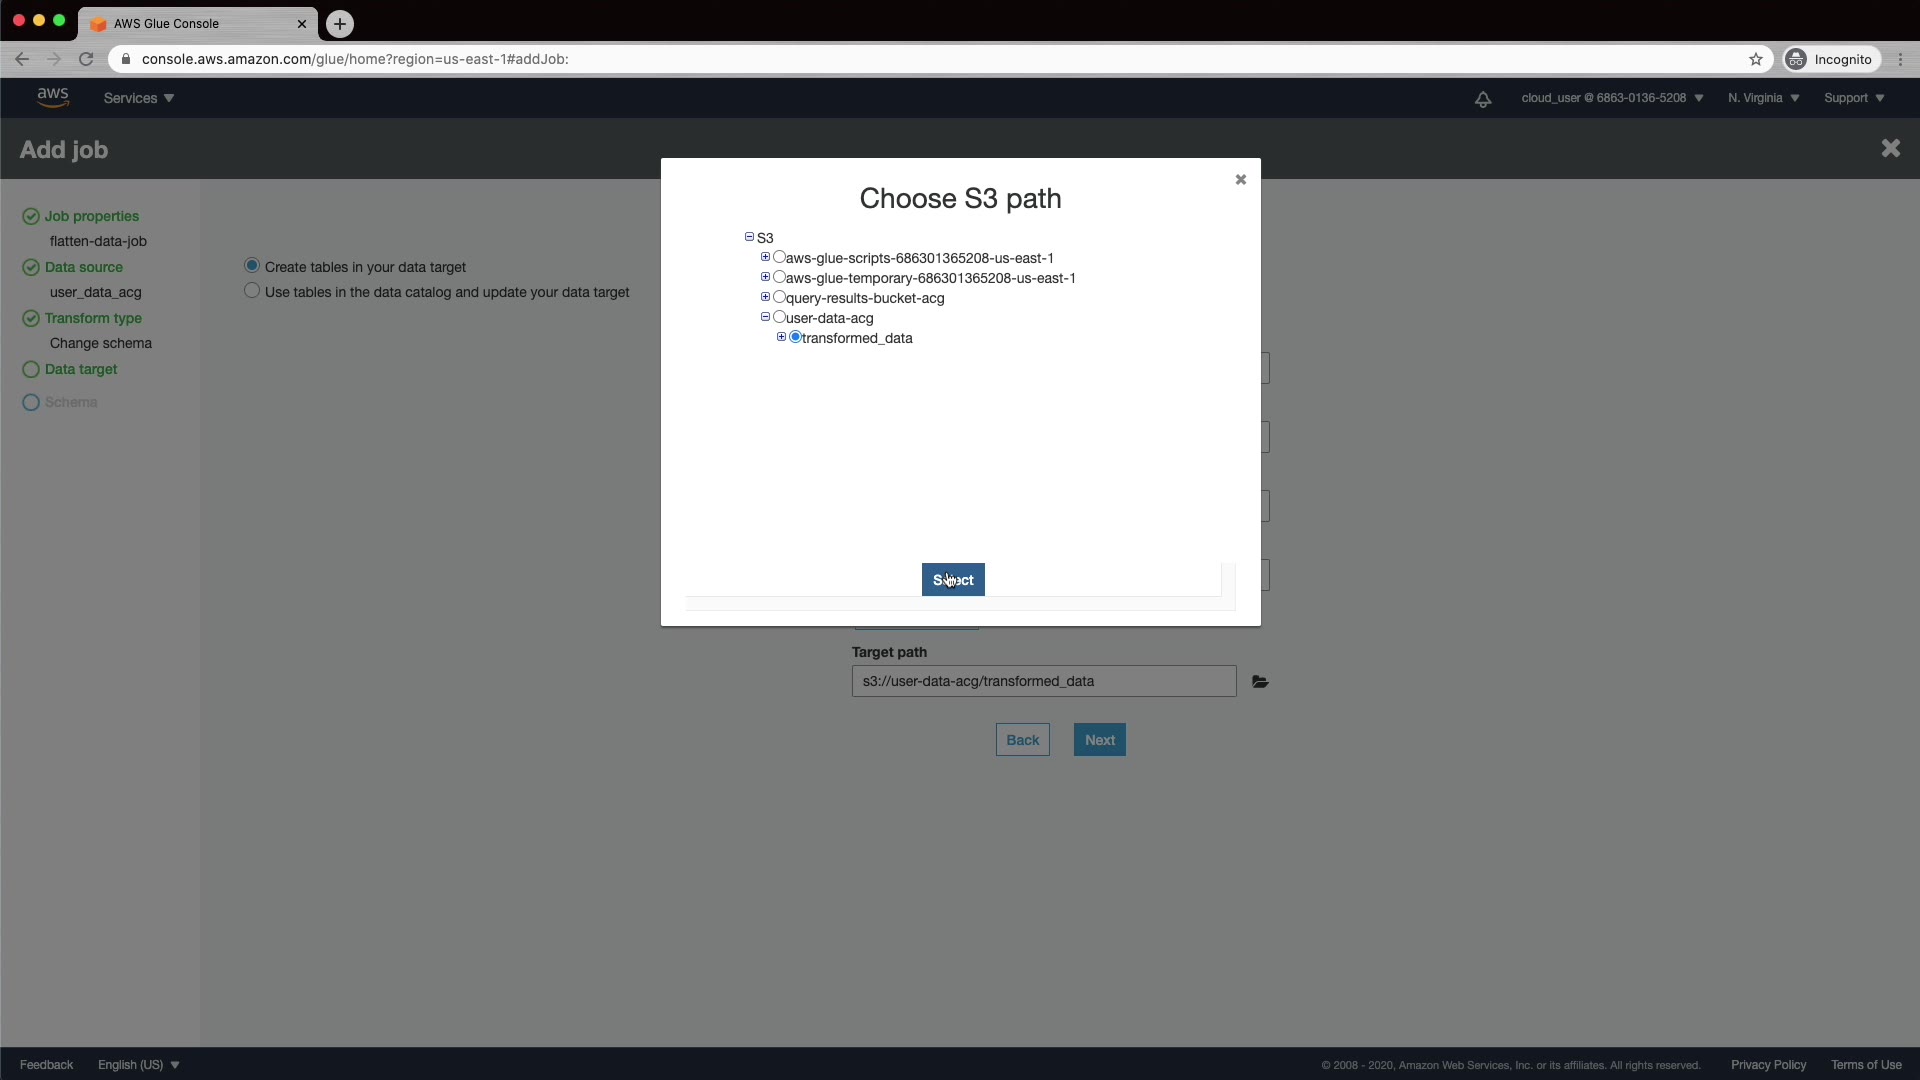 AWS Glue Console
console.aws.amazon.com/glue/home?region=us-east-1#addJob:
Incognito
aws
Services
cloud_user @ 6863-0136-5208
N. Virginia
Support
Add job
Job properties
flatten-data-job
Data source
user_data_acg
Transform type
Change schema
Data target
Schema
Create tables in your data target
Use tables in the data catalog and update your data target
Choose S3 path
S3
aws-glue-scripts-686301365208-us-east-1
aws-glue-temporary-686301365208-us-east-1
query-results-bucket-acg
user-data-acg
transformed_data
Select
Target path
s3://user-data-acg/transformed_data
Back
Next
Feedback
English (US)
© 2008 - 2020, Amazon Web Services, Inc. or its affiliates. All rights reserved.
Privacy Policy
Terms of Use